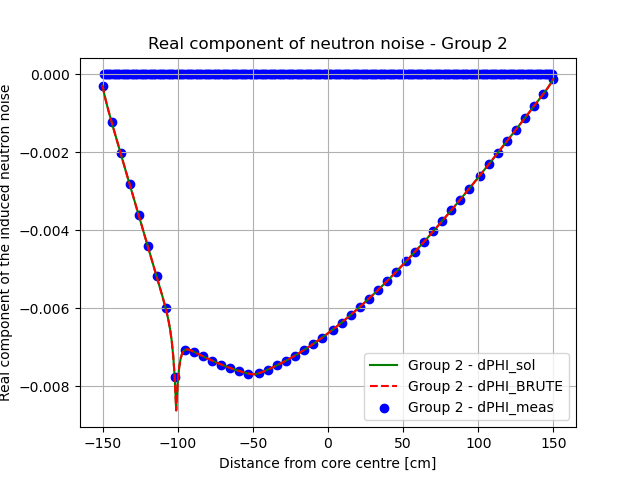 Real component of neutron noise - Group 2
Real component of the induced neutron noise
0.000
−0.002
−0.004
−0.006
−0.008
−150
−100
−50
0
50
100
150
Distance from core centre [cm]
Group 2 - dPHI_sol
Group 2 - dPHI_BRUTE
Group 2 - dPHI_meas